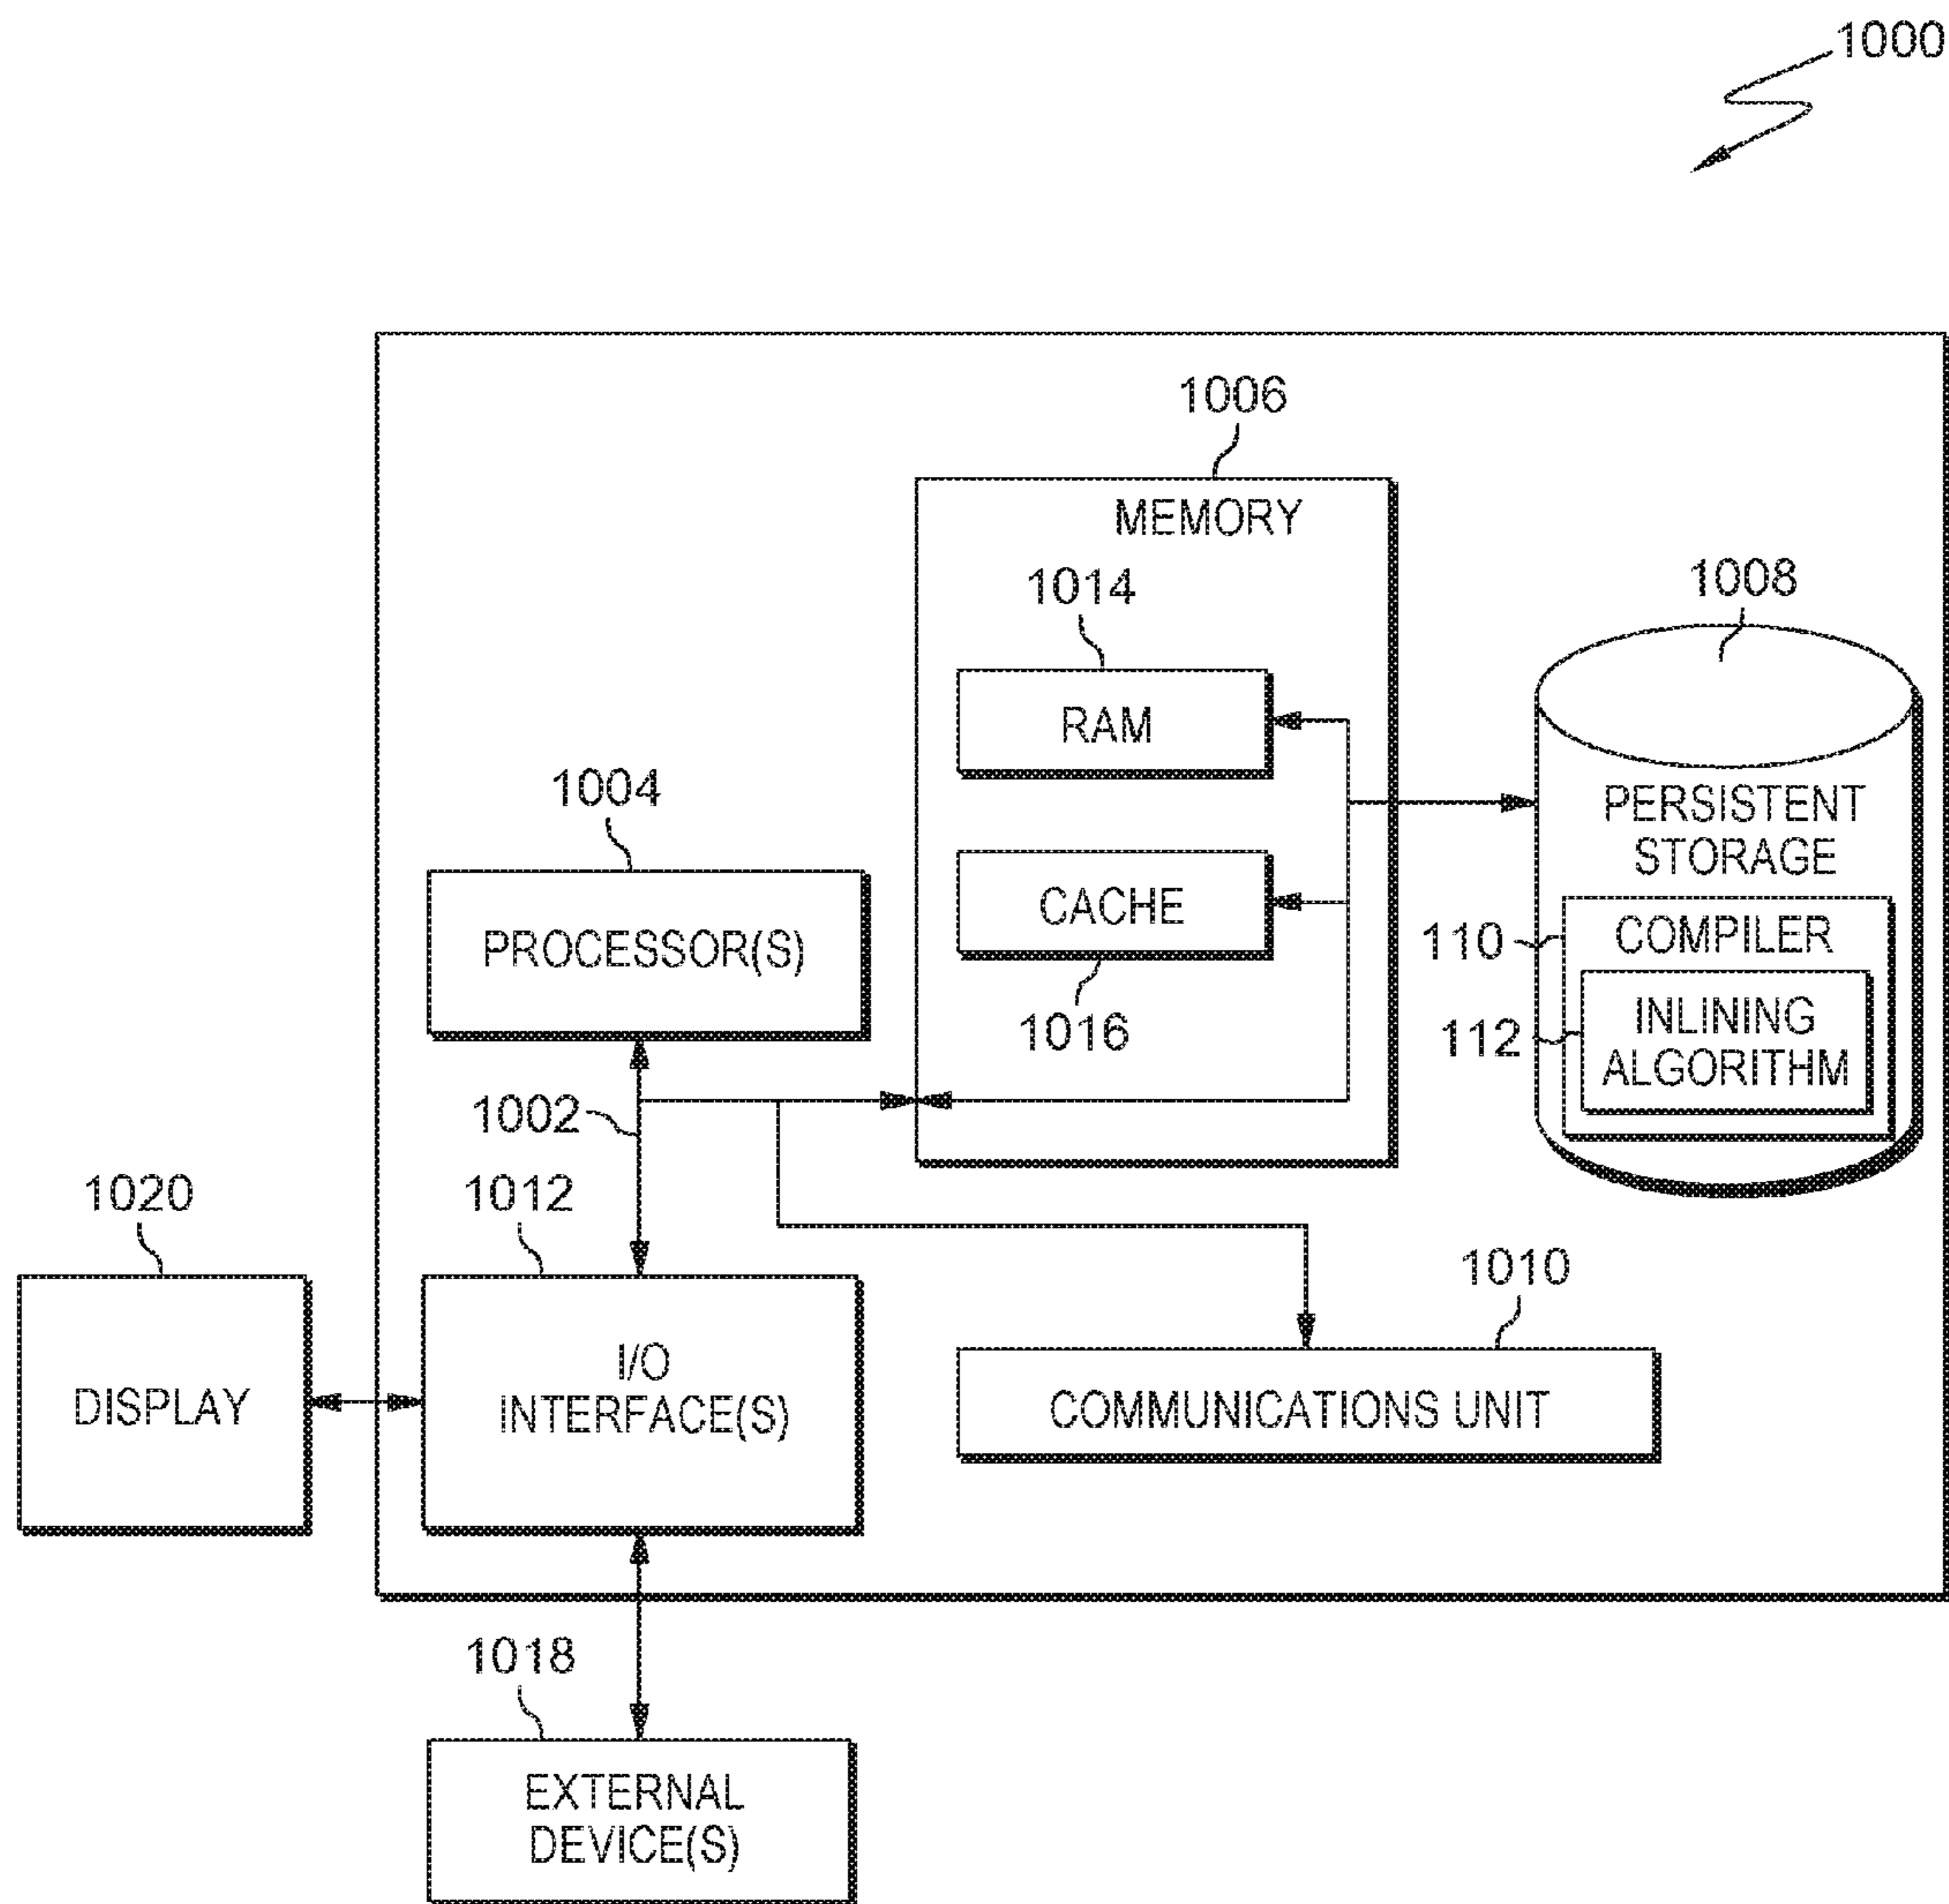 1000
1006
MEMORY
1014
RAM
1008
PERSISTENT
STORAGE
1004
PROCESSOR(S)
CACHE
1016
110
COMPILER
112
INLINING
ALGORITHM
1002
1020
DISPLAY
1012
I/O
INTERFACE(S)
1010
COMMUNICATIONS UNIT
1018
EXTERNAL
DEVICE(S)